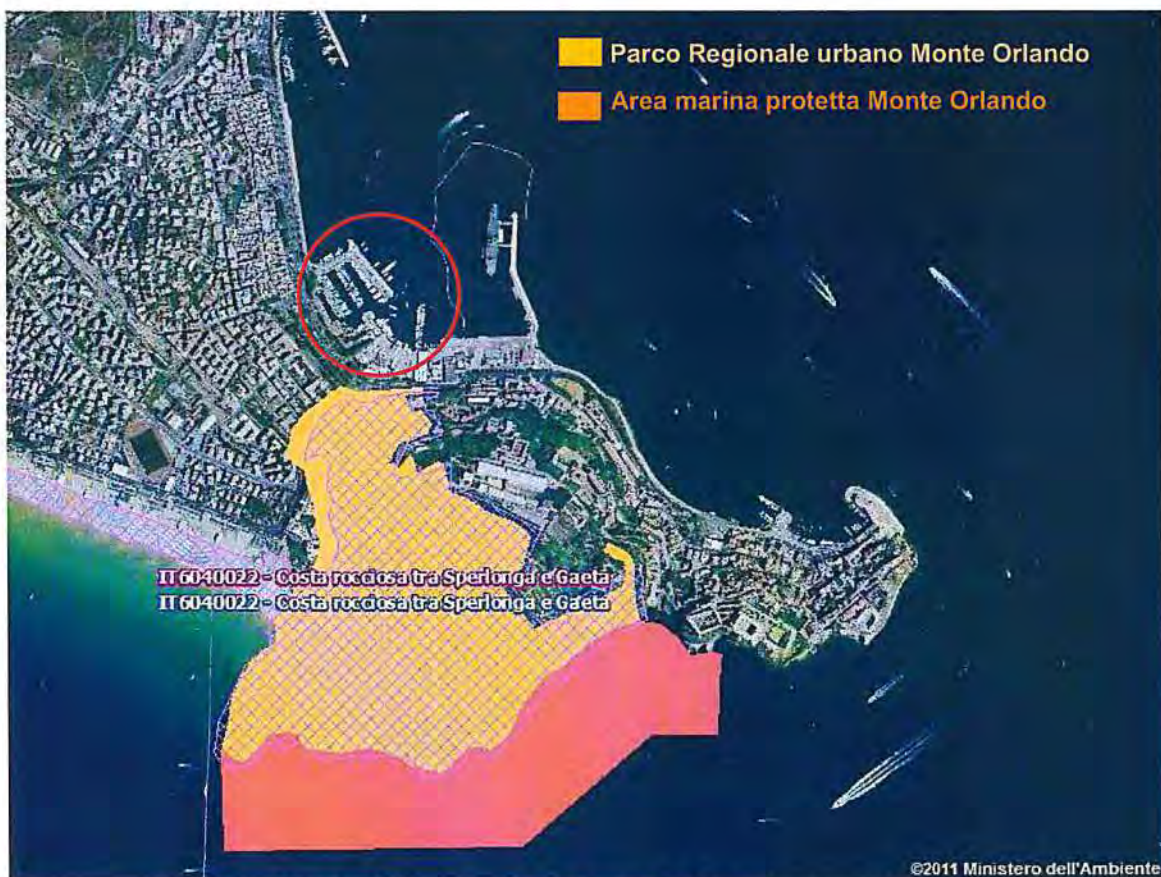 Parco Regionale urbano Monte Orlando
Area marina protetta Monte Orlando
IT6040022 - Costa rocciosa tra Sperlonga e Gaeta
IT6040022 - Costa rocciosa tra Sperlonga e Gaeta
©2011 Ministero dell'Ambiente